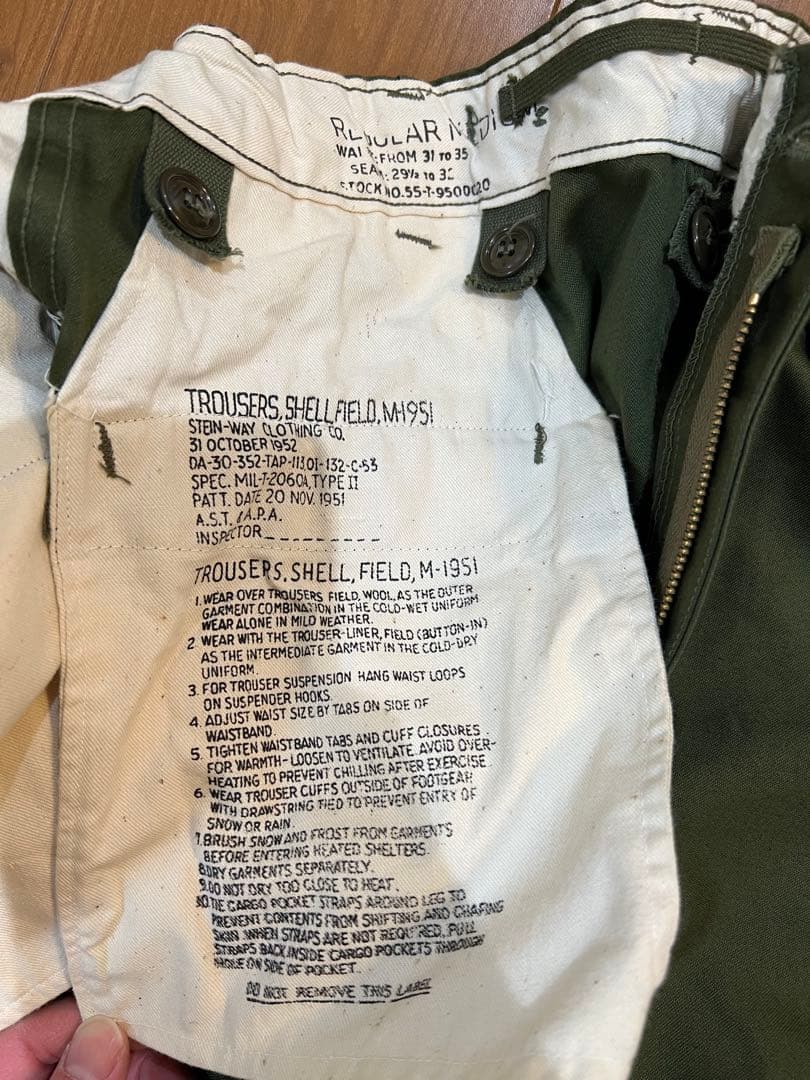 REGULAR MEDIUM
WAIST: FROM 31 TO 35
SEAM: 29½ TO 32
STOCK NO. 55-T-9500020
TROUSERS, SHELL, FIELD, M-1951
STEIN-WAY CLOTHING CO.
31 OCTOBER 1952
DA-30-352-TAP-113,01-132-C-53
SPEC. MIL-T-2060A, TYPE II
PATT. DATE 20 NOV. 1951
A.S.T. A.P.A.
INSPECTOR
TROUSERS, SHELL, FIELD, M-1951
1. WEAR OVER TROUSERS FIELD, WOOL, AS THE OUTER
GARMENT COMBINATION IN THE COLD-WET UNIFORM
WEAR ALONE IN MILD WEATHER.
2 WEAR WITH THE TROUSER-LINER, FIELD (BUTTON-IN)
AS THE INTERMEDIATE GARMENT IN THE COLD-DRY
UNIFORM.
3. FOR TROUSER SUSPENSION HANG WAIST LOOPS
ON SUSPENDER HOOKS.
4. ADJUST WAIST SIZE BY TABS ON SIDE OF
WAISTBAND.
5. TIGHTEN WAISTBAND TABS AND CUFF CLOSURES
FOR WARMTH-LOOSEN TO VENTILATE. AVOID OVER-
HEATING TO PREVENT CHILLING AFTER EXERCISE.
6. WEAR TROUSER CUFFS OUTSIDE OF FOOTGEAR
WITH DRAWSTRING TIED TO PREVENT ENTRY OF
SNOW OR RAIN.
7. BRUSH SNOW AND FROST FROM GARMENTS
BEFORE ENTERING HEATED SHELTERS.
8. DRY GARMENTS SEPARATELY.
9. DO NOT DRY TOO CLOSE TO HEAT.
10. TIE CARGO POCKET STRAPS AROUND LEG TO
PREVENT CONTENTS FROM SHIFTING AND CHAFING
SKIN. WHEN STRAPS ARE NOT REQUIRED, PULL
STRAPS BACK INSIDE CARGO POCKETS THROUGH
HOLE ON SIDE OF POCKET.
DO NOT REMOVE THIS LABEL